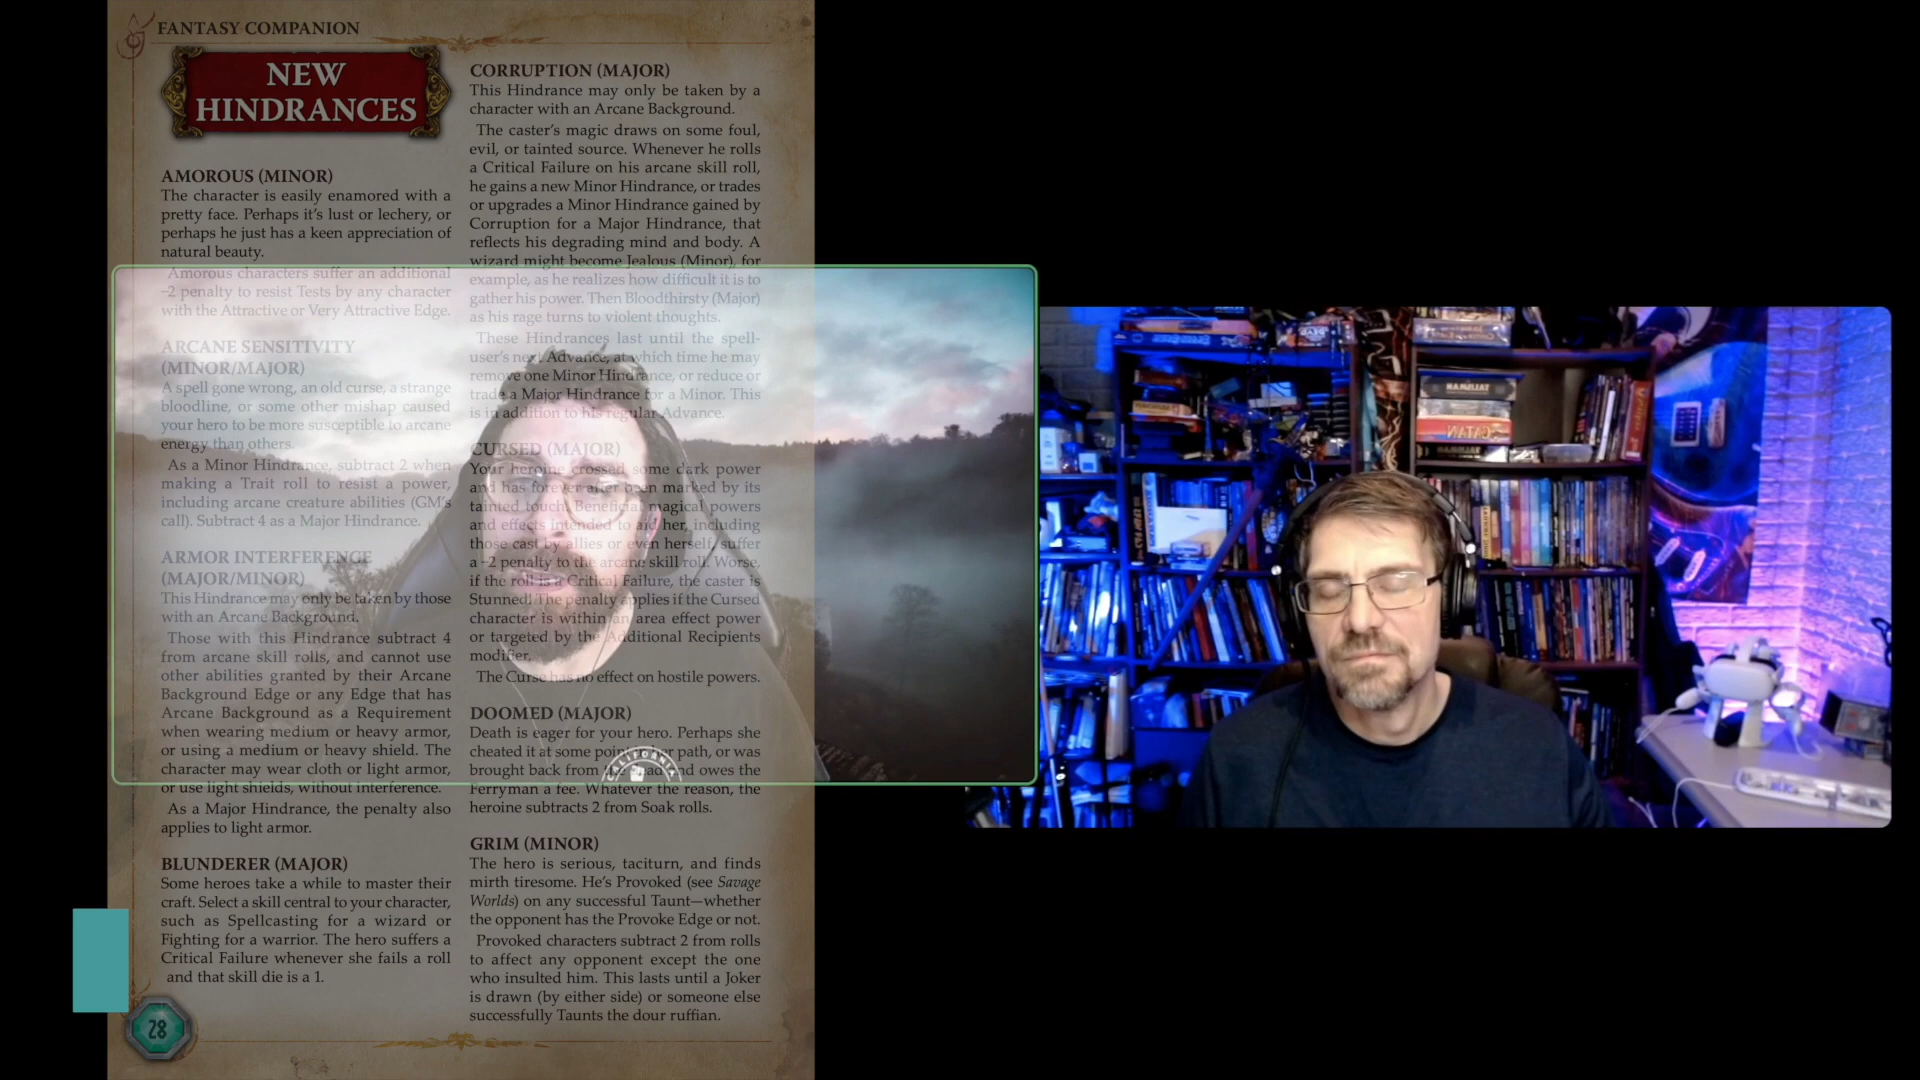 FANTASY COMPANION
NEW
HINDRANCES
AMOROUS (MINOR)
The character is easily enamored with a
pretty face. Perhaps it's lust or lechery, or
perhaps he just has a keen appreciation of
natural beauty.
Amorous characters suffer an additional
–2 penalty to resist Tests by any character
with the Attractive or Very Attractive Edge.
ARCANE SENSITIVITY
(MINOR/MAJOR)
A spell gone wrong, an old curse, a strange
bloodline, or some other mishap caused
your hero to be more susceptible to arcane
energy than others.
As a Minor Hindrance, subtract 2 when
making a Trait roll to resist a power,
including arcane creature abilities (GM's
call). Subtract 4 as a Major Hindrance.
ARMOR INTERFERENCE
(MAJOR/MINOR)
This Hindrance may only be taken by those
with an Arcane Background.
Those with this Hindrance subtract 4
from arcane skill rolls, and cannot use
other abilities granted by their Arcane
Background Edge or any Edge that has
Arcane Background as a Requirement
when wearing medium or heavy armor,
or using a medium or heavy shield. The
character may wear cloth or light armor,
or use light shields, without interference.
As a Major Hindrance, the penalty also
applies to light armor.
BLUNDERER (MAJOR)
Some heroes take a while to master their
craft. Select a skill central to your character,
such as Spellcasting for a wizard or
Fighting for a warrior. The hero suffers a
Critical Failure whenever she fails a roll
and that skill die is a 1.
28
CORRUPTION (MAJOR)
This Hindrance may only be taken by a
character with an Arcane Background.
The caster's magic draws on some foul,
evil, or tainted source. Whenever he rolls
a Critical Failure on his arcane skill roll,
he gains a new Minor Hindrance, or trades
or upgrades a Minor Hindrance gained by
Corruption for a Major Hindrance, that
reflects his degrading mind and body. A
wizard might become Jealous (Minor), for
example, as he realizes how difficult it is to
gather his power. Then Bloodthirsty (Major)
as his rage turns to violent thoughts.
These Hindrances last until the spell-
user's next Advance, at which time he may
remove one Minor Hindrance, or reduce or
trade a Major Hindrance for a Minor. This
is in addition to his regular Advance.
CURSED (MAJOR)
Your heroine crossed some dark power
and has forever after been marked by its
tainted touch. Beneficial magical powers
and effects intended to aid her, including
those cast by allies or even herself, suffer
a –2 penalty to the arcane skill roll. Worse,
if the roll is a Critical Failure, the caster is
Stunned! The penalty applies if the Cursed
character is within an area effect power
or targeted by the Additional Recipients
modifier.
The Curse has no effect on hostile powers.
DOOMED (MAJOR)
Death is eager for your hero. Perhaps she
cheated it at some point in her path, or was
brought back from the dead and owes the
Ferryman a fee. Whatever the reason, the
heroine subtracts 2 from Soak rolls.
GRIM (MINOR)
The hero is serious, taciturn, and finds
mirth tiresome. He's Provoked (see Savage
Worlds) on any successful Taunt—whether
the opponent has the Provoke Edge or not.
Provoked characters subtract 2 from rolls
to affect any opponent except the one
who insulted him. This lasts until a Joker
is drawn (by either side) or someone else
successfully Taunts the dour ruffian.
CALIFORNIA
TALISMAN
CATAN